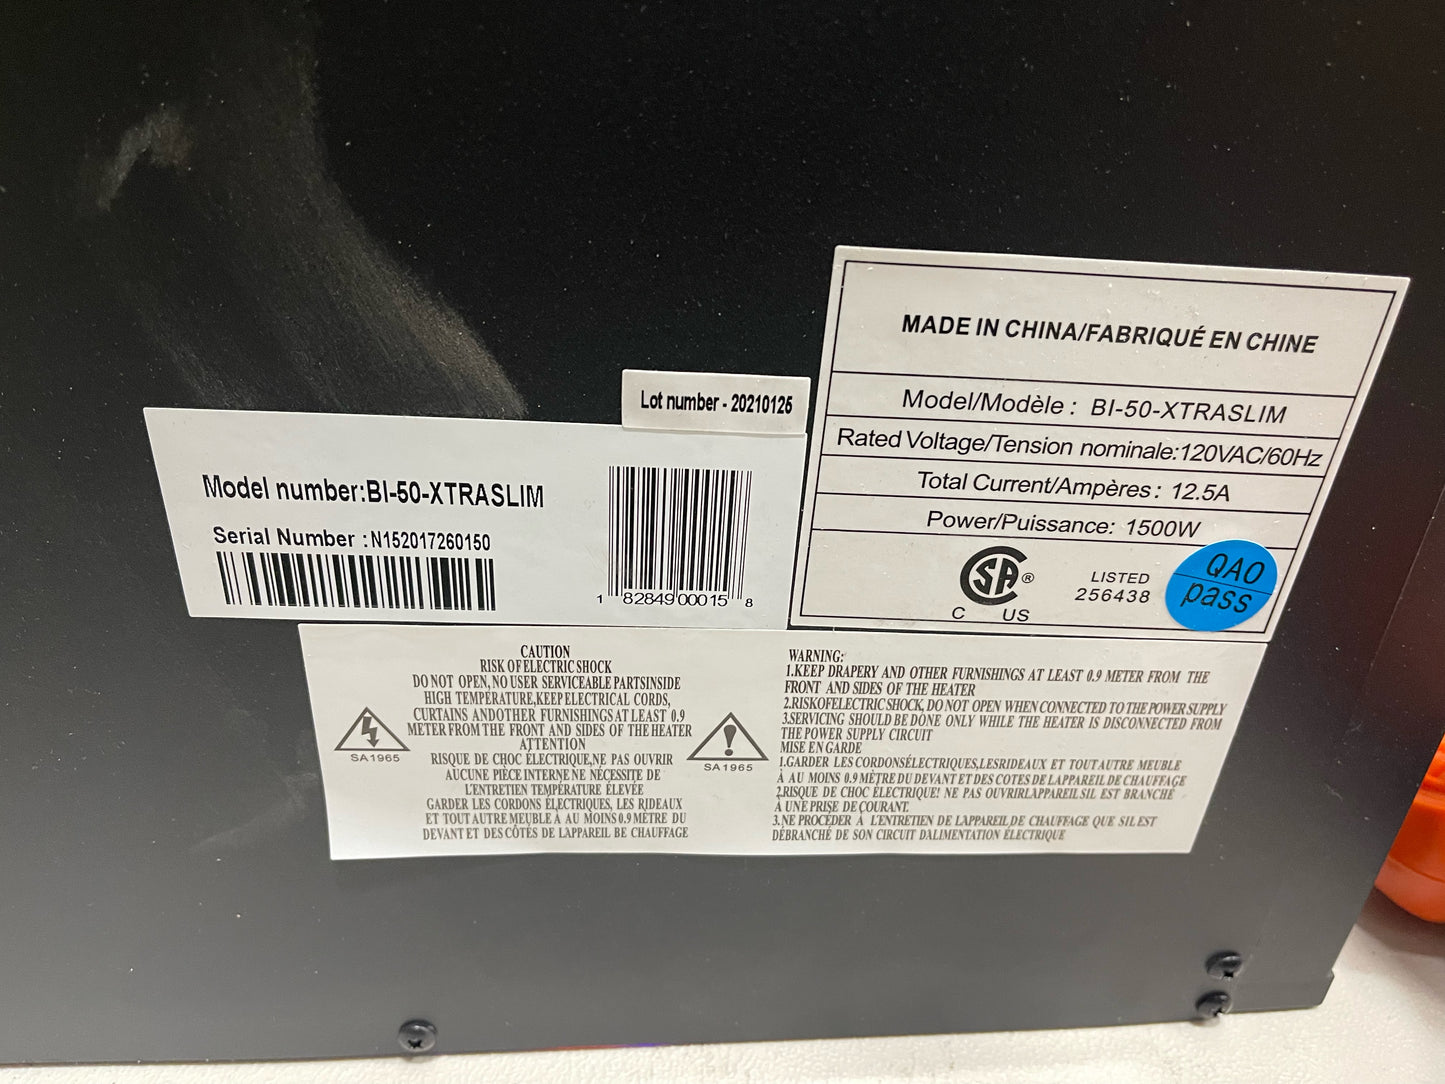 Lot number - 20210125
Model number:BI-50-XTRASLIM
Serial Number :N152017260150
1 82849 00015 8
MADE IN CHINA/FABRIQUÉ EN CHINE
Model/Modèle : BI-50-XTRASLIM
Rated Voltage/Tension nominale:120VAC/60Hz
Total Current/Ampères : 12.5A
Power/Puissance: 1500W
SA ®
C US
LISTED
256438
QAO
pass
CAUTION
RISK OF ELECTRIC SHOCK
DO NOT OPEN, NO USER SERVICEABLE PARTSINSIDE
HIGH TEMPERATURE,KEEP ELECTRICAL CORDS,
CURTAINS ANDOTHER FURNISHINGS AT LEAST 0.9
METER FROM THE FRONT AND SIDES OF THE HEATER
ATTENTION
RISQUE DE CHOC ÉLECTRIQUE,NE PAS OUVRIR
AUCUNE PIÈCE INTERNE NE NÉCESSITE DE
L'ENTRETIEN TEMPÉRATURE ÉLEVÉE
GARDER LES CORDONS ÉLECTRIQUES, LES RIDEAUX
ET TOUT AUTRE MEUBLE À AU MOINS 0.9 MÈTRE DU
DEVANT ET DES CÔTÉS DE L'APPAREIL BE CHAUFFAGE
SA1965
SA1965
WARNING:
1.KEEP DRAPERY AND OTHER FURNISHINGS AT LEAST 0.9 METER FROM THE
FRONT AND SIDES OF THE HEATER
2.RISKOFELECTRIC SHOCK, DO NOT OPEN WHEN CONNECTED TO THE POWER SUPPLY
3.SERVICING SHOULD BE DONE ONLY WHILE THE HEATER IS DISCONNECTED FROM
THE POWER SUPPLY CIRCUIT
MISE EN GARDE
1.GARDER LES CORDONSÉLECTRIQUES,LESRIDEAUX ET TOUT AUTRE MEUBLE
À AU MOINS 0.9 MÈTRE DU DEVANT ET DES COTES DE L'APPAREIL DE CHAUFFAGE
2.RISQUE DE CHOC ÉLECTRIQUE! NE PAS OUVRIRL'APPAREIL SIL EST BRANCHÉ
À UNE PRISE DE COURANT.
3.NE PROCÉDER À L'ENTRETIEN DE L'APPAREIL DE CHAUFFAGE QUE SIL EST
DÉBRANCHÉ DE SON CIRCUIT D'ALIMENTATION ÉLECTRIQUE